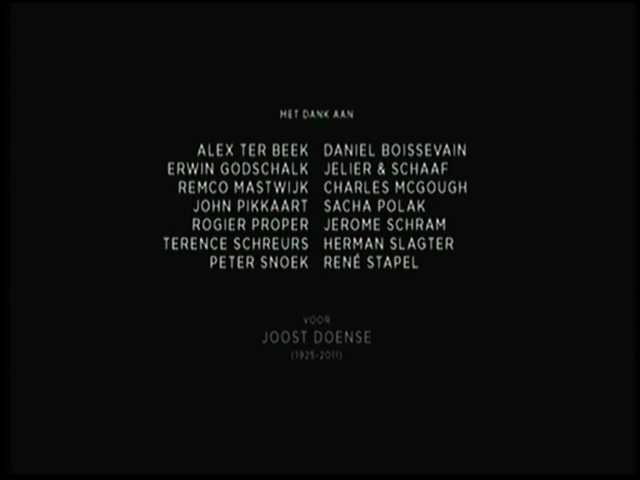 MET DANK AAN
ALEX TER BEEK DANIEL BOISSEVAIN
ERWIN GODSCHALK JELIER & SCHAAF
REMCO MASTWIJK CHARLES MCGOUGH
JOHN PIKKAART SACHA POLAK
ROGIER PROPER JEROME SCHRAM
TERENCE SCHREURS HERMAN SLAGTER
PETER SNOEK RENÉ STAPEL
VOOR
JOOST DOENSE
(1925-2011)